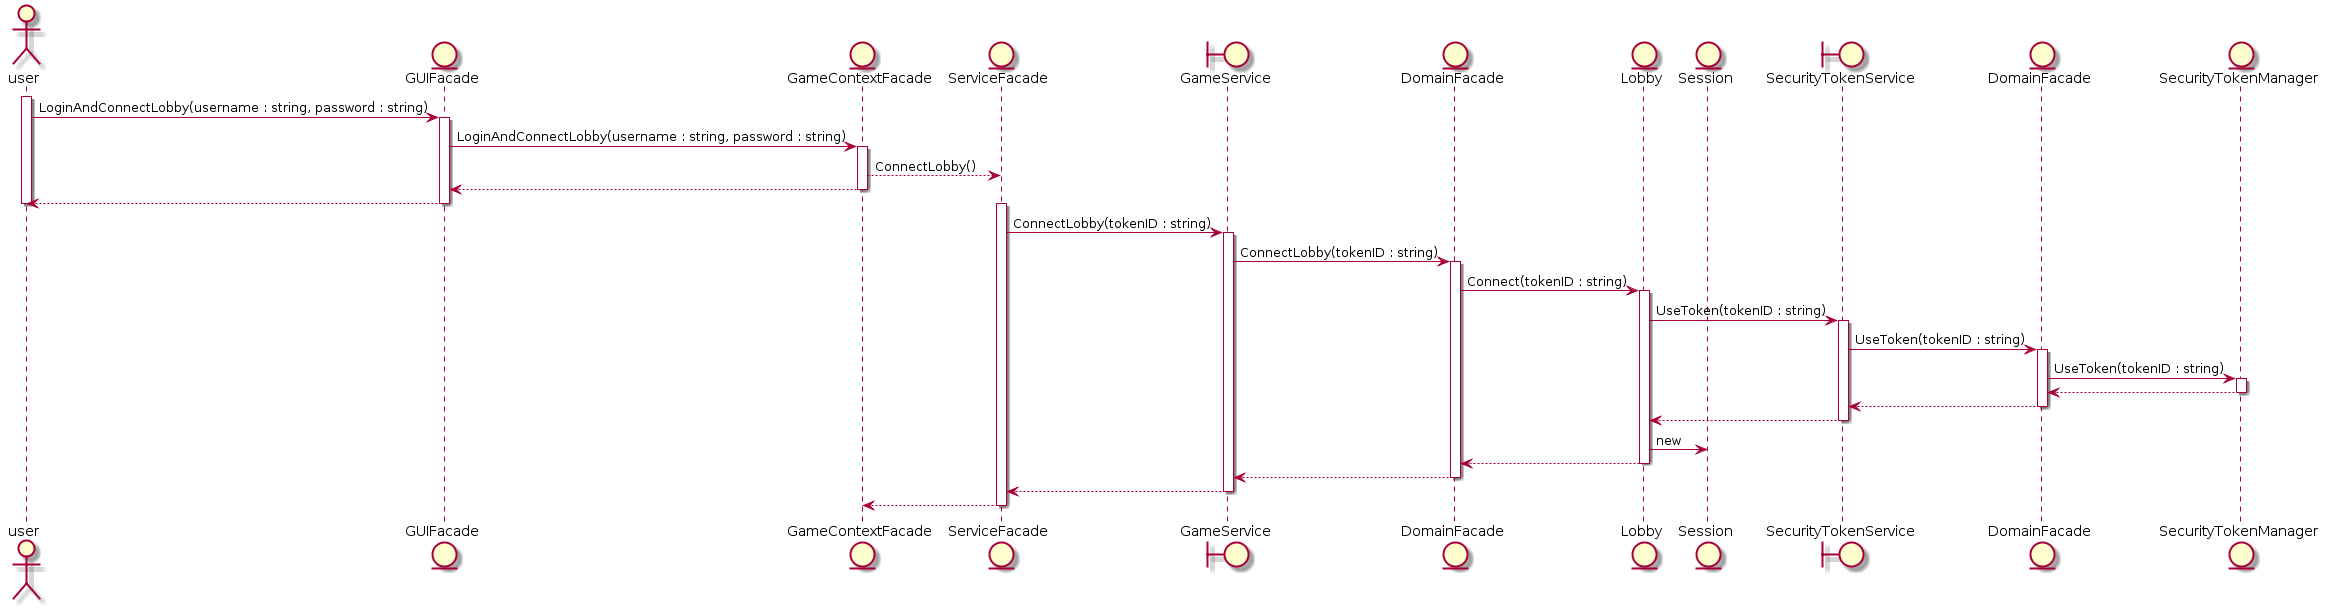 user
GUIFacade
GameContextFacade
ServiceFacade
GameService
DomainFacade
Lobby
Session
SecurityTokenService
DomainFacade
SecurityTokenManager
LoginAndConnectLobby(username : string, password : string)
LoginAndConnectLobby(username : string, password : string)
ConnectLobby()
ConnectLobby(tokenID : string)
ConnectLobby(tokenID : string)
Connect(tokenID : string)
UseToken(tokenID : string)
UseToken(tokenID : string)
UseToken(tokenID : string)
new
user
GUIFacade
GameContextFacade
ServiceFacade
GameService
DomainFacade
Lobby
Session
SecurityTokenService
DomainFacade
SecurityTokenManager